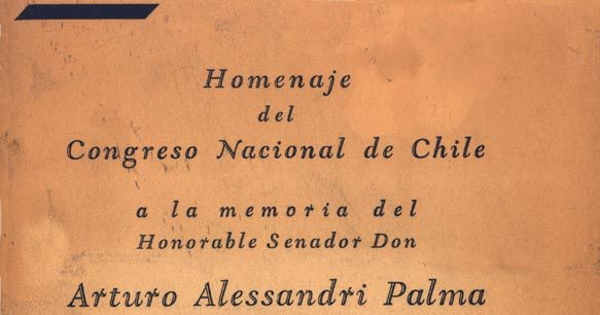 Homenaje
del
Congreso Nacional de Chile
a la memoria del
Honorable Senador Don
Arturo Alessandri Palma